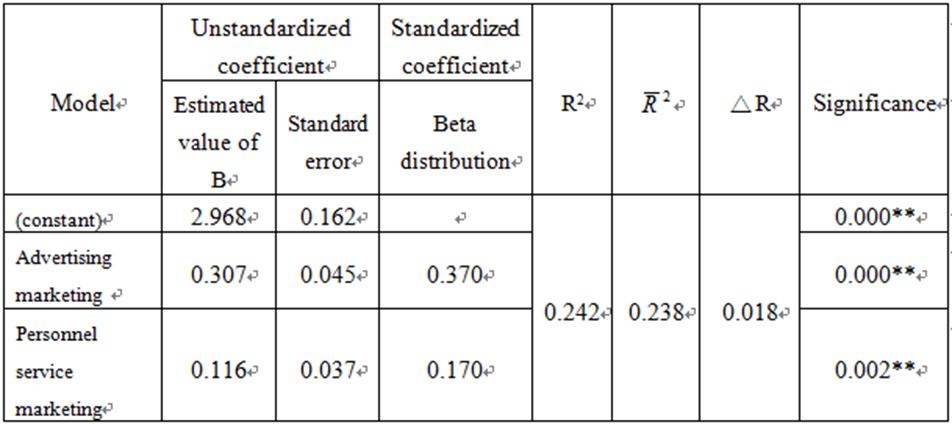 Model↵
Unstandardized
coefficient↵
Standardized
coefficient↵
R²↵
R̅ ²↵
△R↵
Significance↵
Estimated
value of
B↵
Standard
error↵
Beta
distribution↵
(constant)↵
2.968↵
0.162↵
↵
0.242↵
0.238↵
0.018↵
0.000**↵
Advertising
marketing ↵
0.307↵
0.045↵
0.370↵
0.000**↵
Personnel
service
marketing↵
0.116↵
0.037↵
0.170↵
0.002**↵